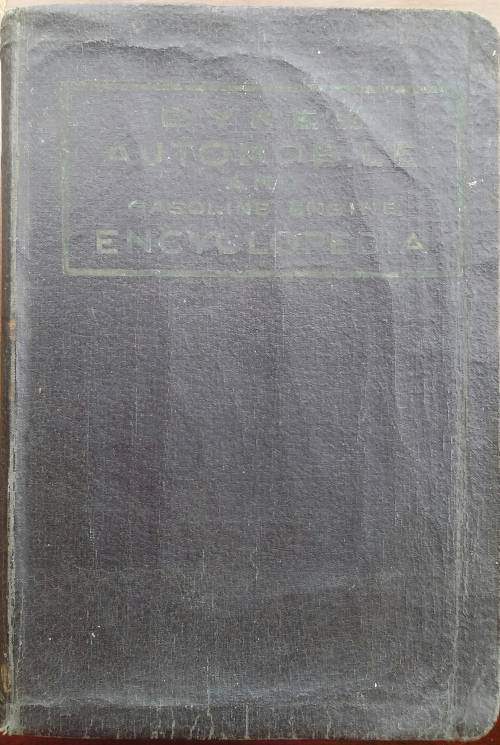 DYKE'S
AUTOMOBILE
AND
GASOLINE ENGINE
ENCYCLOPEDIA